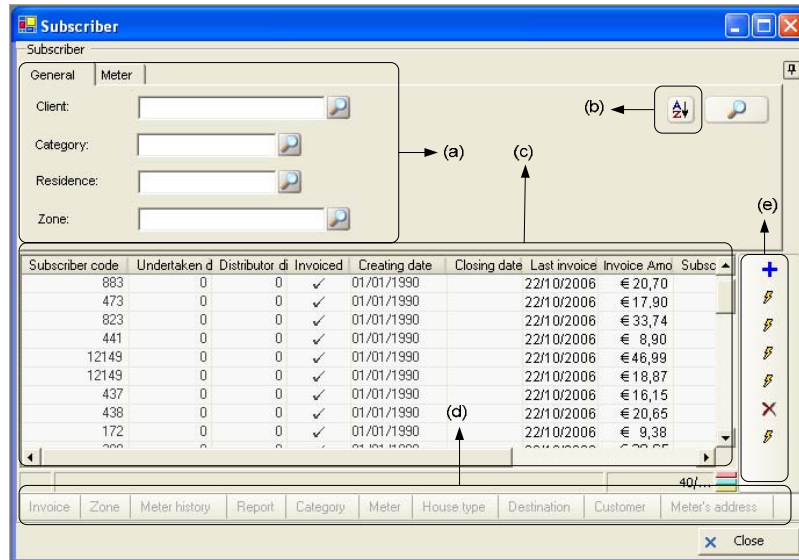 Subscriber
Subscriber
General Meter
Client:
(b)
Category:
(a)
(c)
Residence:
(e)
Zone:
Subscriber code Undertaken d Distributor di Invoiced Creating date Closing date Last invoice Invoice Amo Subsc
883 0 0 ✓ 01/01/1990 22/10/2006 € 20,70
473 0 0 ✓ 01/01/1990 22/10/2006 € 17,90
823 0 0 ✓ 01/01/1990 22/10/2006 € 33,74
441 0 0 ✓ 01/01/1990 22/10/2006 € 8,90
12149 0 0 ✓ 01/01/1990 22/10/2006 €46,99
12149 0 0 ✓ 01/01/1990 22/10/2006 € 18,87
437 0 0 ✓ 01/01/1990 22/10/2006 € 16,15
438 0 0 ✓ 01/01/1990 (d) 22/10/2006 € 20,65
172 0 0 ✓ 01/01/1990 22/10/2006 € 9,38
40/...
Invoice Zone Meter history Report Category Meter House type Destination Customer Meter's address
Close